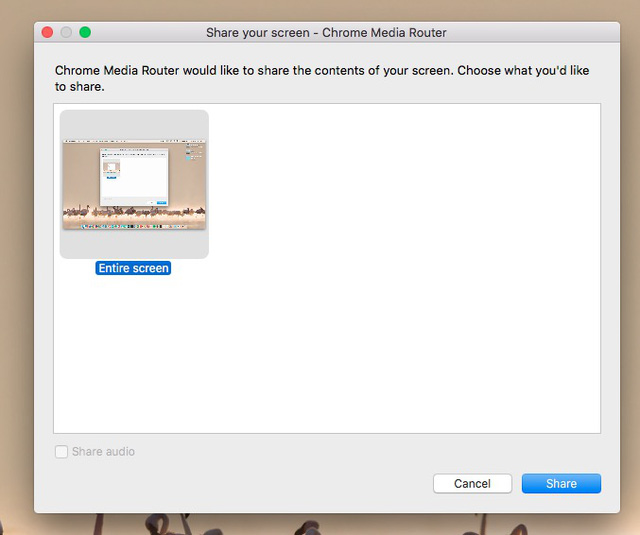 Share your screen - Chrome Media Router
Chrome Media Router would like to share the contents of your screen. Choose what you'd like
to share.
Entire screen
Share audio
Cancel
Share